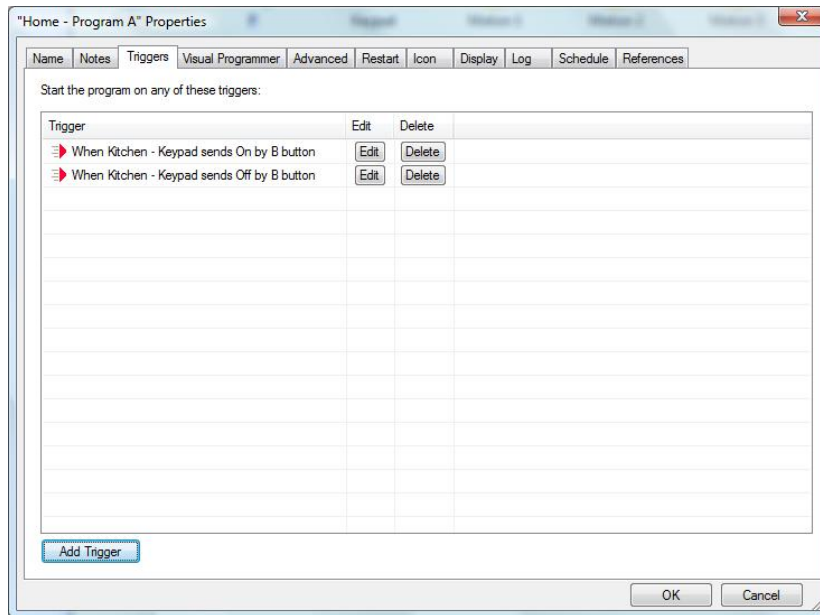 "Home - Program A" Properties
Name Notes Triggers Visual Programmer Advanced Restart Icon Display Log Schedule References
Start the program on any of these triggers:
Trigger Edit Delete
When Kitchen - Keypad sends On by B button Edit Delete
When Kitchen - Keypad sends Off by B button Edit Delete
Add Trigger
OK Cancel